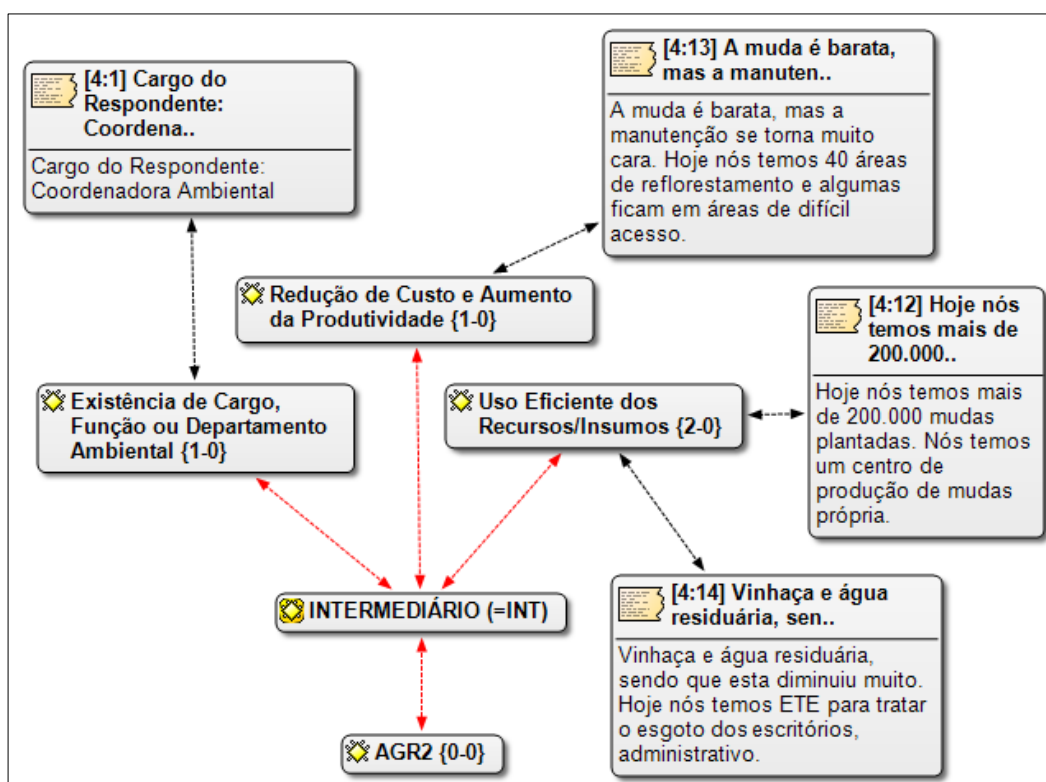 [4:1] Cargo do
Respondente:
Coordena..
Cargo do Respondente:
Coordenadora Ambiental
[4:13] A muda é barata,
mas a manuten..
A muda é barata, mas a
manutenção se torna muito
cara. Hoje nós temos 40 áreas
de reflorestamento e algumas
ficam em áreas de difícil
acesso.
Redução de Custo e Aumento
da Produtividade {1-0}
[4:12] Hoje nós
temos mais de
200.000..
Hoje nós temos mais
de 200.000 mudas
plantadas. Nós temos
um centro de
produção de mudas
própria.
Existência de Cargo,
Função ou Departamento
Ambiental {1-0}
Uso Eficiente dos
Recursos/Insumos {2-0}
INTERMEDIÁRIO (=INT)
[4:14] Vinhaça e água
residuária, sen..
Vinhaça e água residuária,
sendo que esta diminuiu muito.
Hoje nós temos ETE para tratar
o esgoto dos escritórios,
administrativo.
AGR2 {0-0}